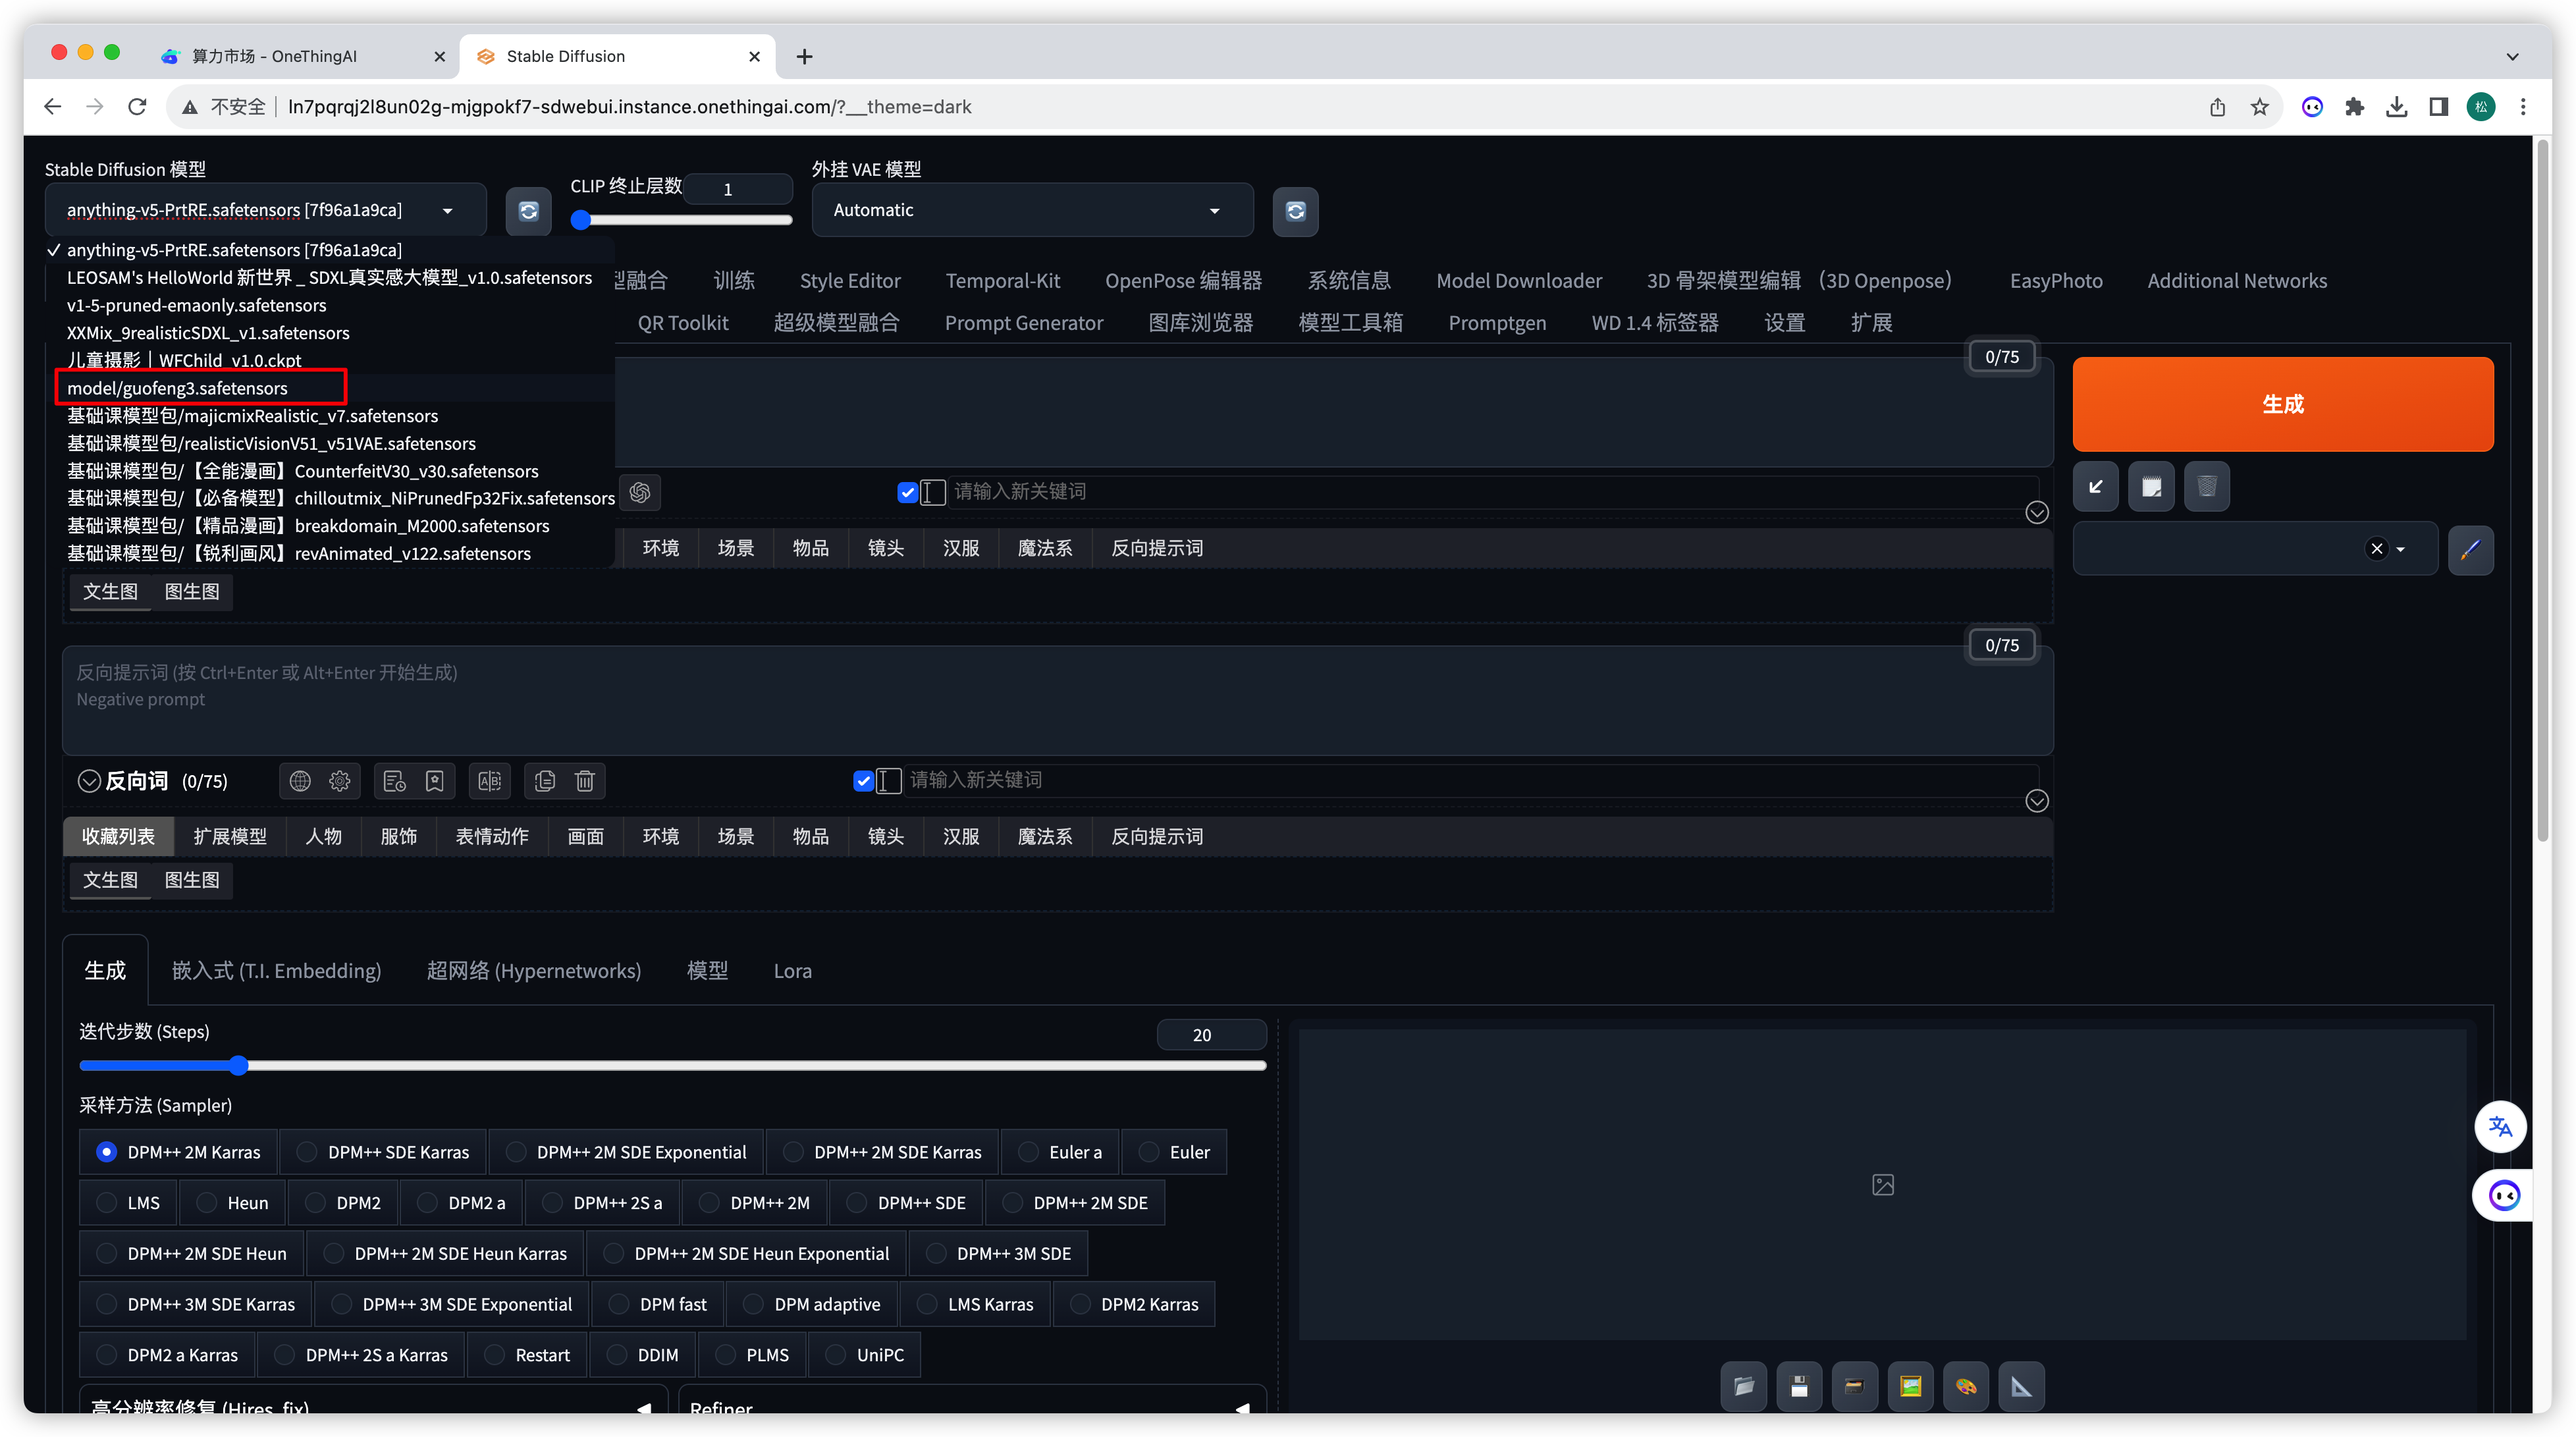 算力市场 - OneThingAI
Stable Diffusion
不安全
ln7pqrqj2l8un02g-mjgpokf7-sdwebui.instance.onethingai.com/?__theme=dark
松
Stable Diffusion 模型
CLIP 终止层数
1
外挂 VAE 模型
anything-v5-PrtRE.safetensors [7f96a1a9ca]
Automatic
✓ anything-v5-PrtRE.safetensors [7f96a1a9ca]
LEOSAM's HelloWorld 新世界 _ SDXL真实感大模型_v1.0.safetensors
v1-5-pruned-emaonly.safetensors
XXMix_9realisticSDXL_v1.safetensors
儿童摄影｜WFChild_v1.0.ckpt
model/guofeng3.safetensors
基础课模型包/majicmixRealistic_v7.safetensors
基础课模型包/realisticVisionV51_v51VAE.safetensors
基础课模型包/【全能漫画】CounterfeitV30_v30.safetensors
基础课模型包/【必备模型】chilloutmix_NiPrunedFp32Fix.safetensors
基础课模型包/【精品漫画】breakdomain_M2000.safetensors
基础课模型包/【锐利画风】revAnimated_v122.safetensors
型融合 训练 Style Editor Temporal-Kit OpenPose 编辑器 系统信息 Model Downloader 3D 骨架模型编辑 （3D Openpose） EasyPhoto Additional Networks
QR Toolkit 超级模型融合 Prompt Generator 图库浏览器 模型工具箱 Promptgen WD 1.4 标签器 设置 扩展
0/75
生成
请输入新关键词
环境 场景 物品 镜头 汉服 魔法系 反向提示词
文生图 图生图
0/75
反向提示词 (按 Ctrl+Enter 或 Alt+Enter 开始生成)
Negative prompt
反向词 (0/75)
请输入新关键词
收藏列表 扩展模型 人物 服饰 表情动作 画面 环境 场景 物品 镜头 汉服 魔法系 反向提示词
文生图 图生图
生成 嵌入式 (T.I. Embedding) 超网络 (Hypernetworks) 模型 Lora
迭代步数 (Steps)
20
采样方法 (Sampler)
DPM++ 2M Karras DPM++ SDE Karras DPM++ 2M SDE Exponential DPM++ 2M SDE Karras Euler a Euler
LMS Heun DPM2 DPM2 a DPM++ 2S a DPM++ 2M DPM++ SDE DPM++ 2M SDE
DPM++ 2M SDE Heun DPM++ 2M SDE Heun Karras DPM++ 2M SDE Heun Exponential DPM++ 3M SDE
DPM++ 3M SDE Karras DPM++ 3M SDE Exponential DPM fast DPM adaptive LMS Karras DPM2 Karras
DPM2 a Karras DPM++ 2S a Karras Restart DDIM PLMS UniPC
高分辨率修复 (Hires. fix)
Refiner